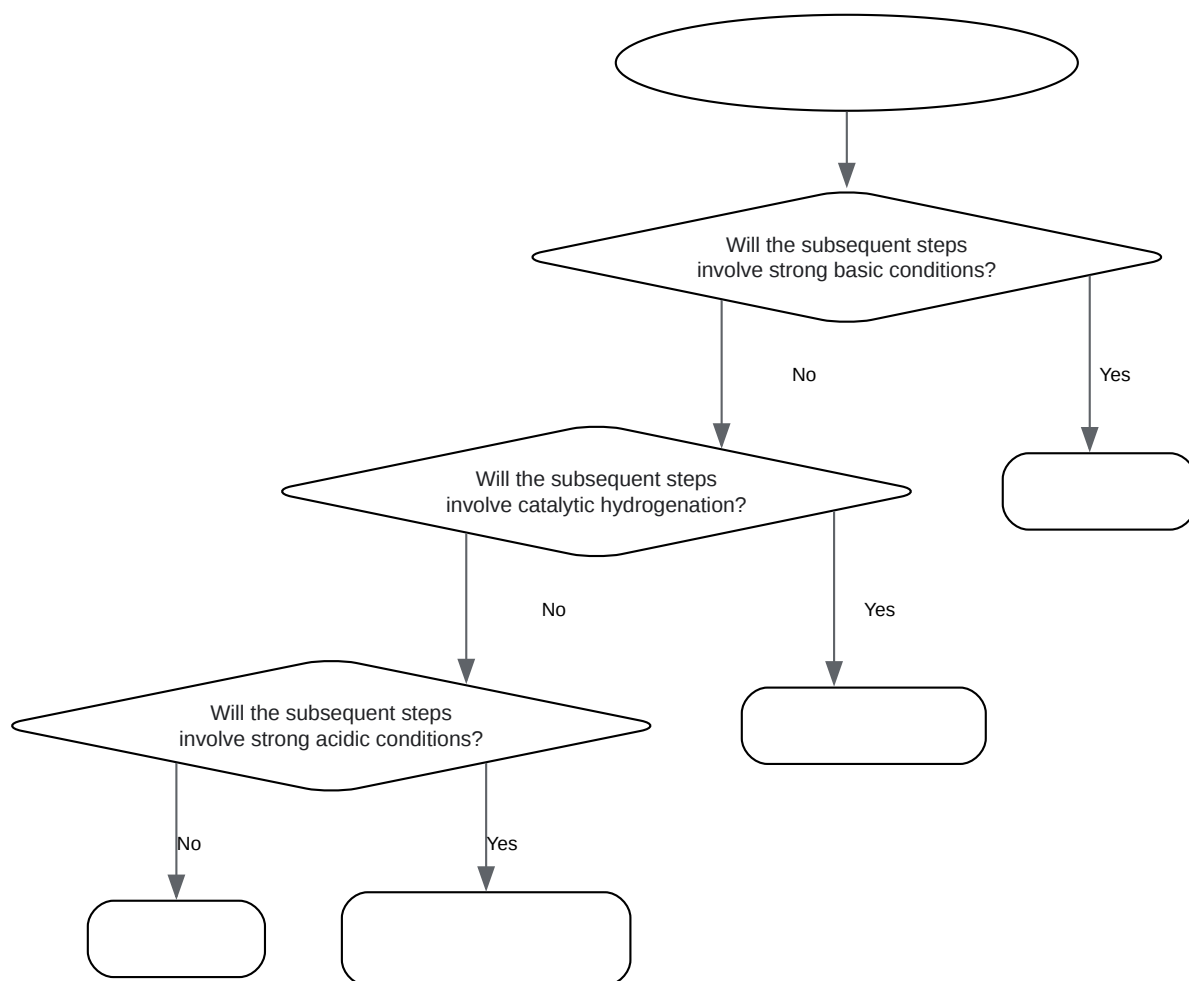 Will the subsequent steps
involve strong basic conditions?
No
Yes
Will the subsequent steps
involve catalytic hydrogenation?
No
Yes
Will the subsequent steps
involve strong acidic conditions?
No
Yes